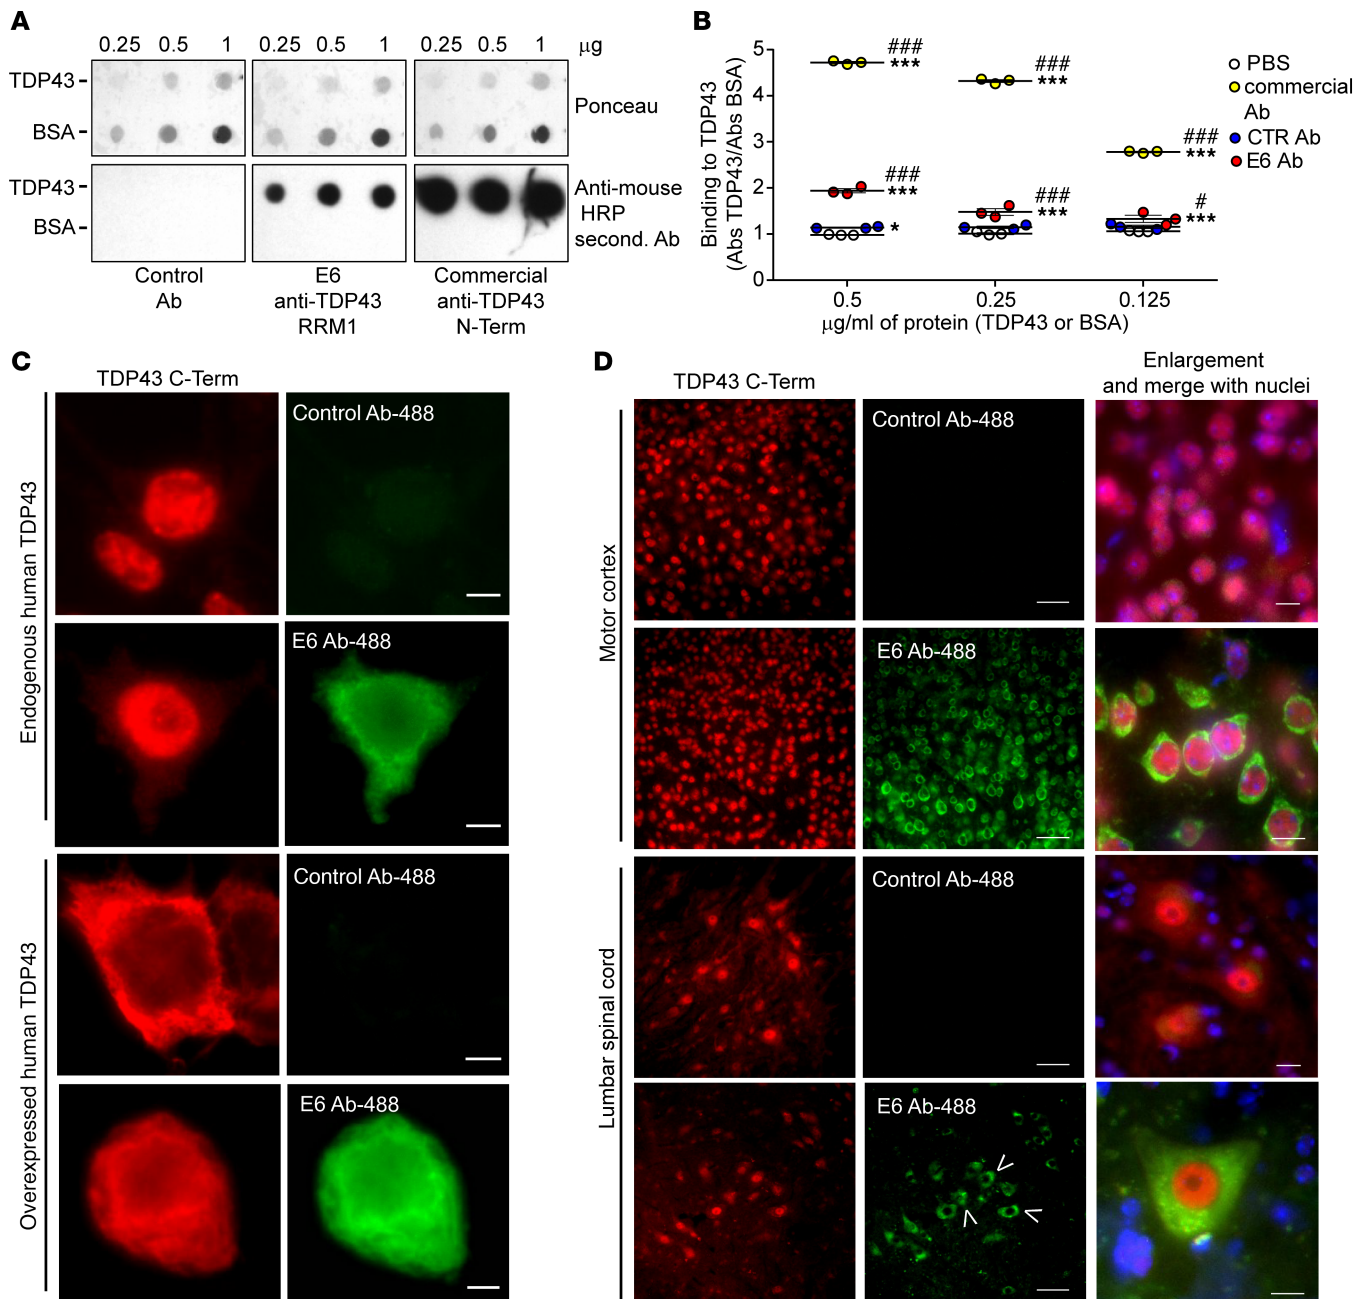 A
0.25 0.5 1 0.25 0.5 1 0.25 0.5 1 μg
TDP43
BSA
Ponceau
TDP43
BSA
Anti-mouse
HRP
second. Ab
Control
Ab
E6
anti-TDP43
RRM1
Commercial
anti-TDP43
N-Term
B
Binding to TDP43
(Abs TDP43/Abs BSA)
5
4
3
2
1
0
###
***
###
***
###
***
###
***
###
***
#
***
*
PBS
commercial
Ab
CTR Ab
E6 Ab
0.5 0.25 0.125
μg/ml of protein (TDP43 or BSA)
C
TDP43 C-Term
Endogenous human TDP43
Control Ab-488
E6 Ab-488
Overexpressed human TDP43
Control Ab-488
E6 Ab-488
D
TDP43 C-Term
Enlargement
and merge with nuclei
Motor cortex
Control Ab-488
E6 Ab-488
Lumbar spinal cord
Control Ab-488
E6 Ab-488